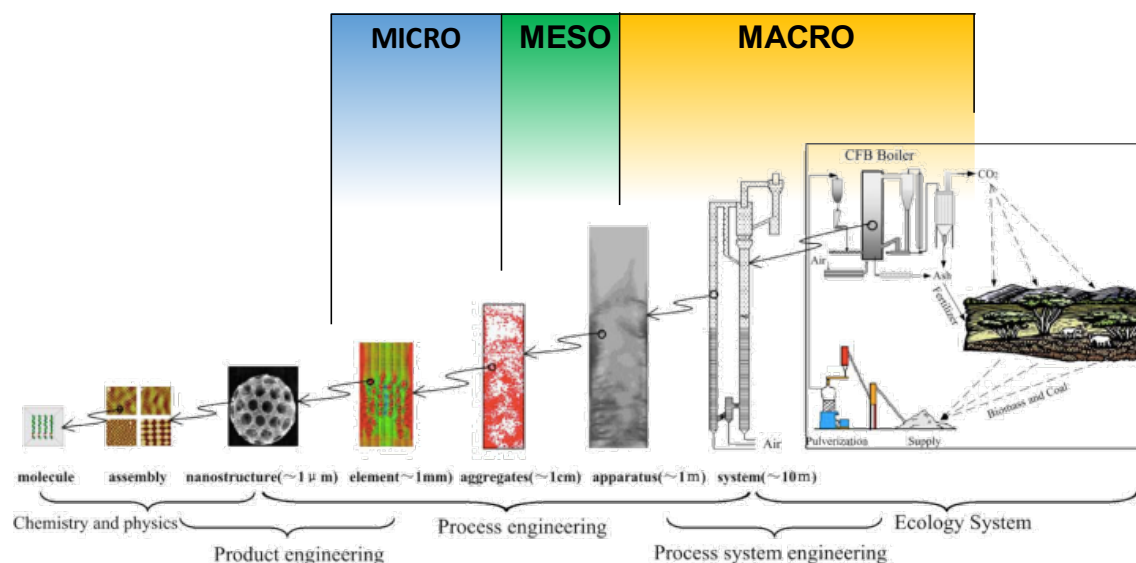 MICRO
MESO
MACRO
CFB Boiler
CO₂
Air
Ash
Fertilizer
Biomass and Coal
Pulverization
Supply
Air
molecule
assembly
nanostructure(～1μm)
element～1mm)
aggregates(～1cm)
apparatus(～1m)
system(～10m)
Chemistry and physics
Process engineering
Ecology System
Product engineering
Process system engineering